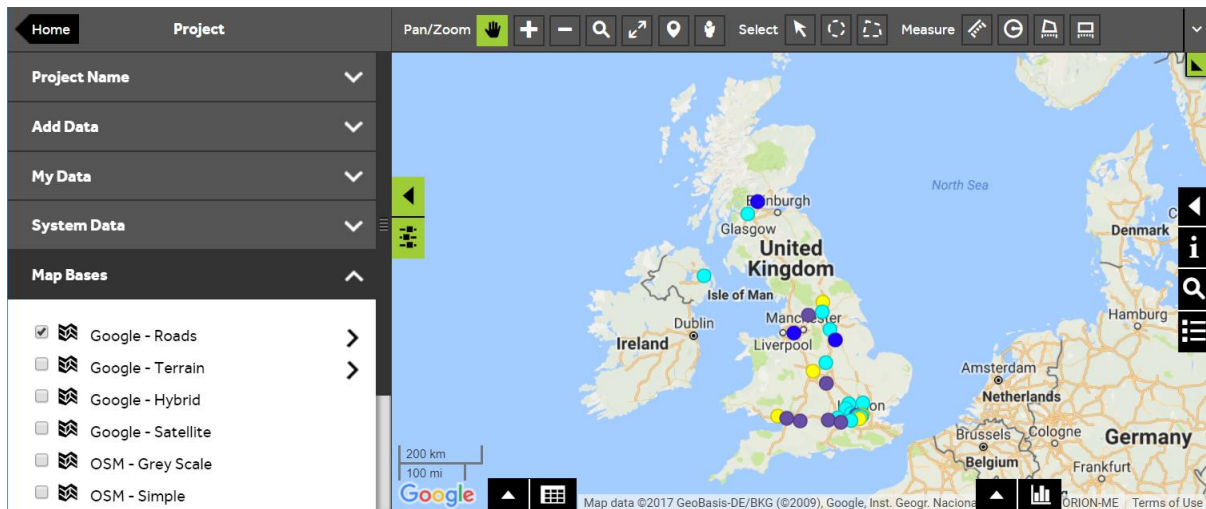 Home
Project
Pan/Zoom
Select
Measure
Project Name
Add Data
My Data
System Data
Map Bases
Google - Roads
Google - Terrain
Google - Hybrid
Google - Satellite
OSM - Grey Scale
OSM - Simple
North Sea
Glasgow
United
Kingdom
Isle of Man
Denmark
Dublin
Ireland
Liverpool
Hamburg
Amsterdam
Netherlands
Brussels
Cologne
Germany
Belgium
Frankfurt
200 km
100 mi
Google
Map data ©2017 GeoBasis-DE/BKG (©2009), Google, Inst. Geogr. Naciona
ORION-ME
Terms of Use